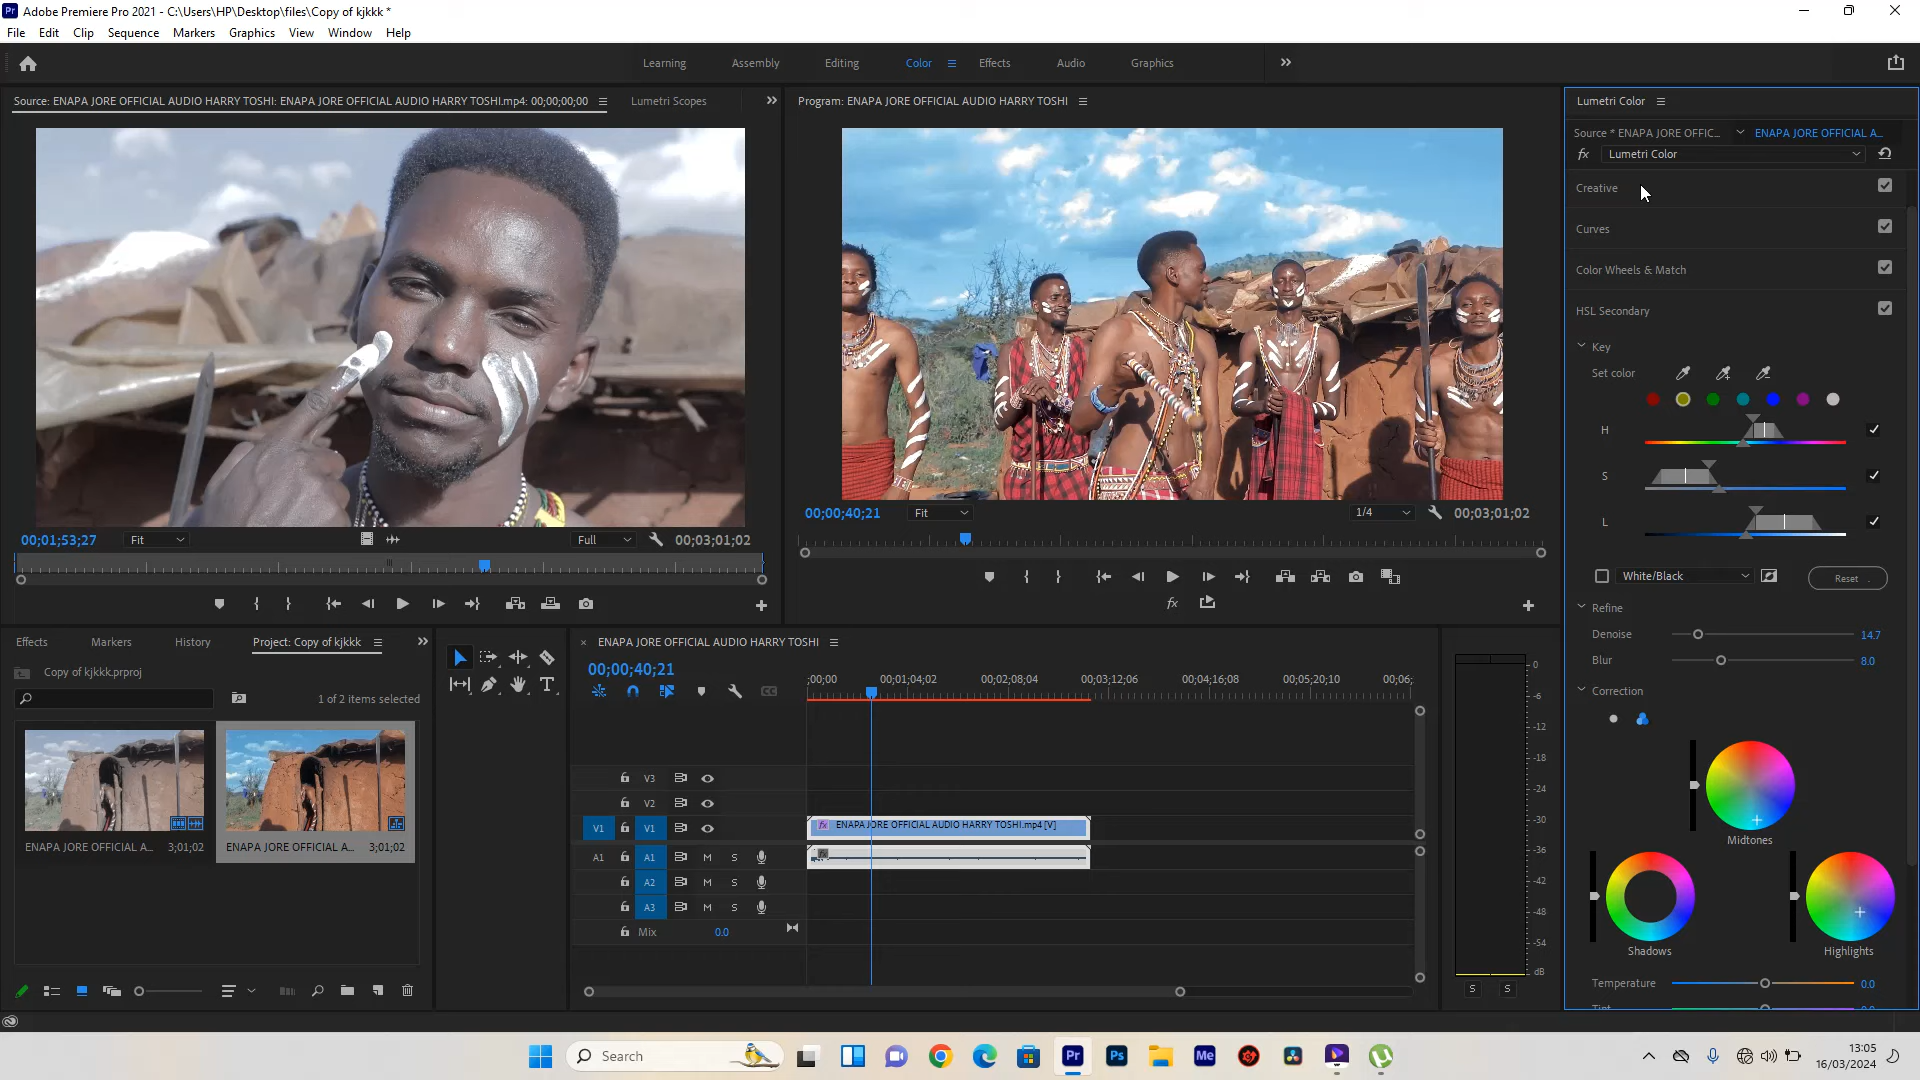 Adobe Premiere Pro 2021 - C:\Users\HP\Desktop\files\Copy of kjkkk *
File Edit Clip Sequence Markers Graphics View Window Help
Learning Assembly Editing Color Effects Audio Graphics
Source: ENAPA JORE OFFICIAL AUDIO HARRY TOSHI: ENAPA JORE OFFICIAL AUDIO HARRY TOSHI.mp4: 00;00;00;00 Lumetri Scopes
Program: ENAPA JORE OFFICIAL AUDIO HARRY TOSHI
Lumetri Color
Source * ENAPA JORE OFFIC... ENAPA JORE OFFICIAL A...
fx Lumetri Color
Creative
Curves
Color Wheels & Match
HSL Secondary
Key
Set color
H
S
L
White/Black Reset
Refine
Denoise 14.7
Blur 8.0
Correction
Midtones
Shadows Highlights
Temperature 0.0
Tint 0.0
00;01;53;27 Fit Full 00;03;01;02
00;00;40;21 Fit 1/4 00;03;01;02
fx
Effects Markers History Project: Copy of kjkkk
Copy of kjkkk.prproj
1 of 2 items selected
ENAPA JORE OFFICIAL A... 3;01;02 ENAPA JORE OFFICIAL A... 3;01;02
ENAPA JORE OFFICIAL AUDIO HARRY TOSHI
00;00;40;21
;00;00 00;01;04;02 00;02;08;04 00;03;12;06 00;04;16;08 00;05;20;10 00;06;
V3
V2
V1 V1 fx ENAPA JORE OFFICIAL AUDIO HARRY TOSHI.mp4 [V]
A1 A1 M S fx
A2 M S
A3 M S
Mix 0.0
0
-6
-12
-18
-24
-30
-36
-42
-48
-54
dB
S S
Search
Pr Ps Me
13:05
16/03/2024